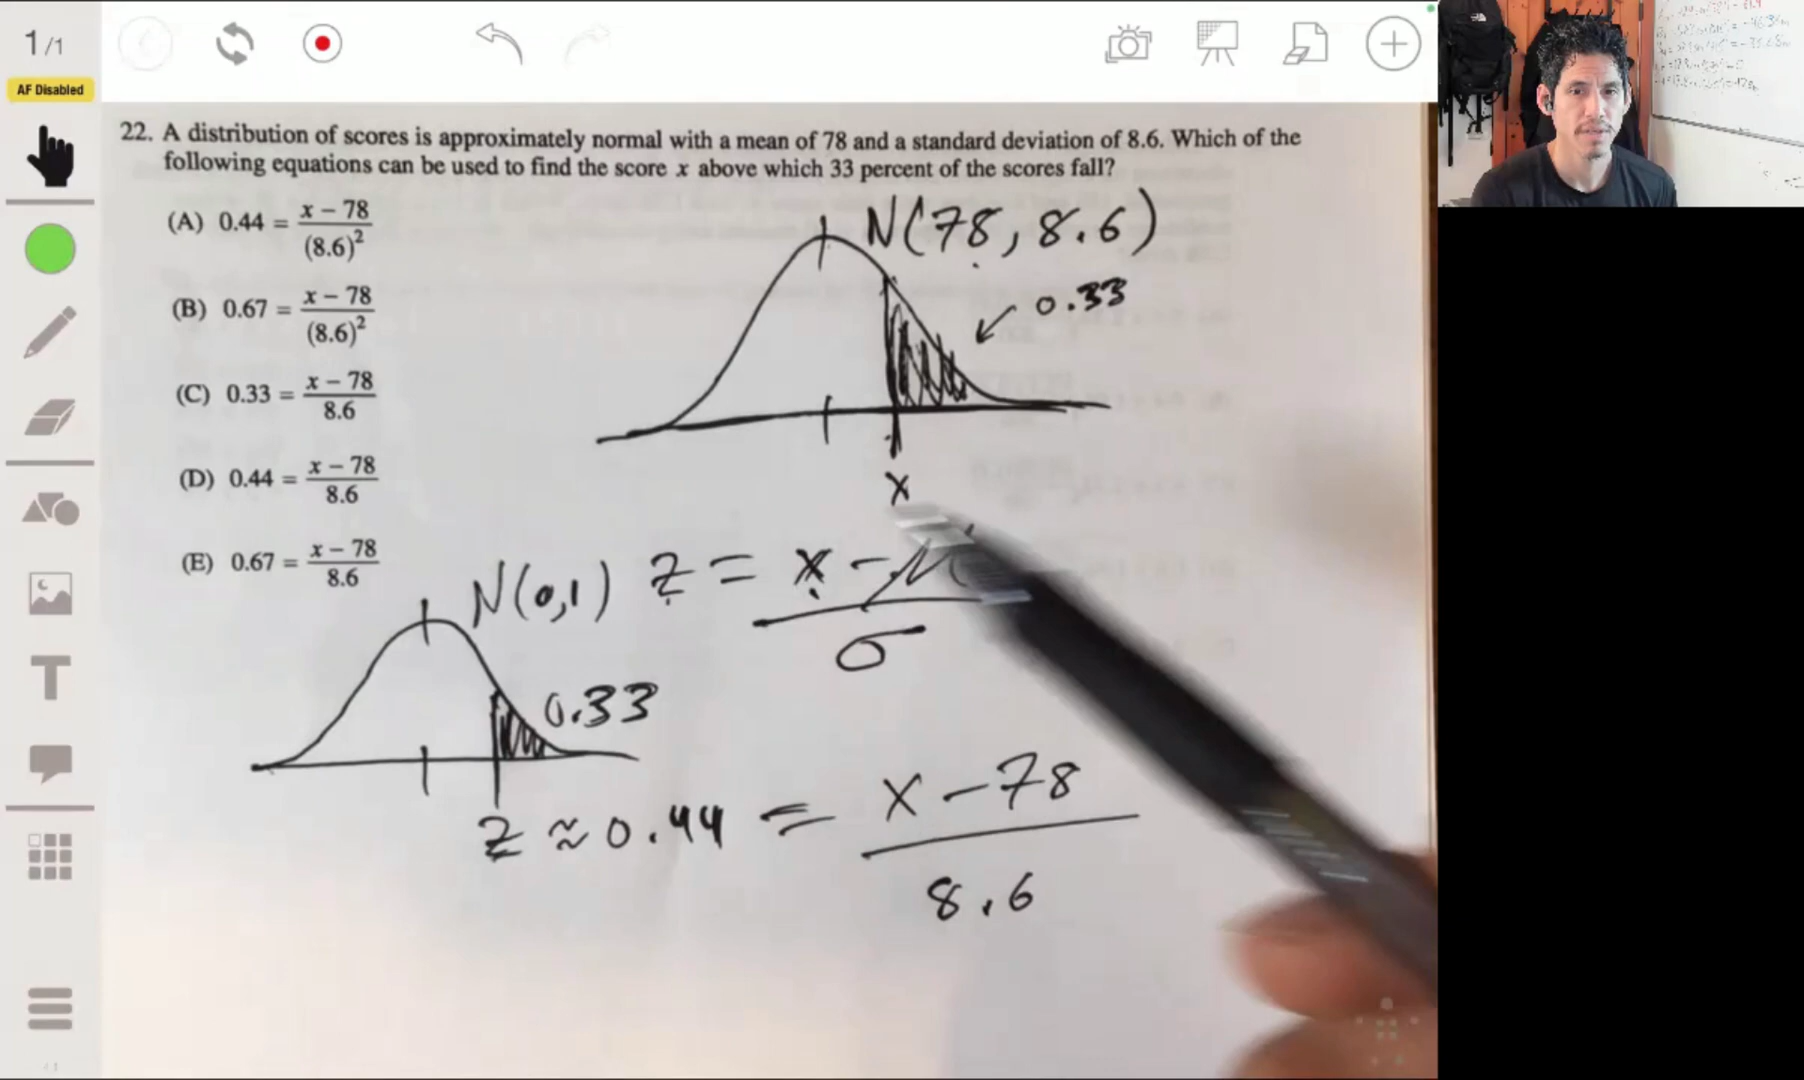 1/1
AF Disabled
22. A distribution of scores is approximately normal with a mean of 78 and a standard deviation of 8.6. Which of the
following equations can be used to find the score x above which 33 percent of the scores fall?
(A) 0.44 = x − 78 / (8.6)²
(B) 0.67 = x − 78 / (8.6)²
(C) 0.33 = x − 78 / 8.6
(D) 0.44 = x − 78 / 8.6
(E) 0.67 = x − 78 / 8.6
N(78, 8.6)
0.33
x
N(0,1)
z = x − μ / σ
0.33
z ≈ 0.44 = x − 78 / 8.6
T